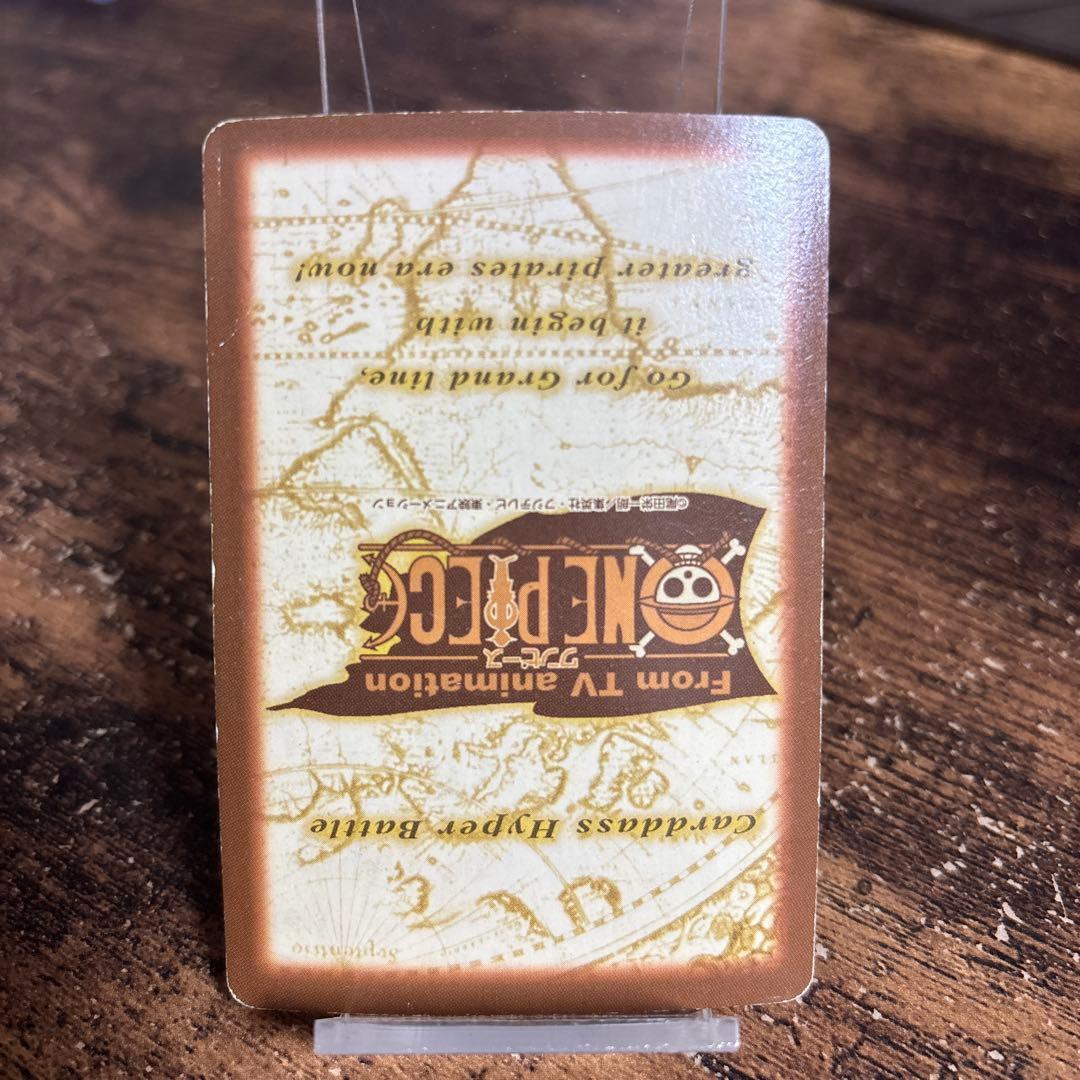 Carddass Hyper Battle
From TV animation
ワンピース
ONE PIECE
©尾田栄一郎／集英社・フジテレビ・東映アニメーション
Go for Grand line,
it begin with
greater pirates era now!
Septentrio